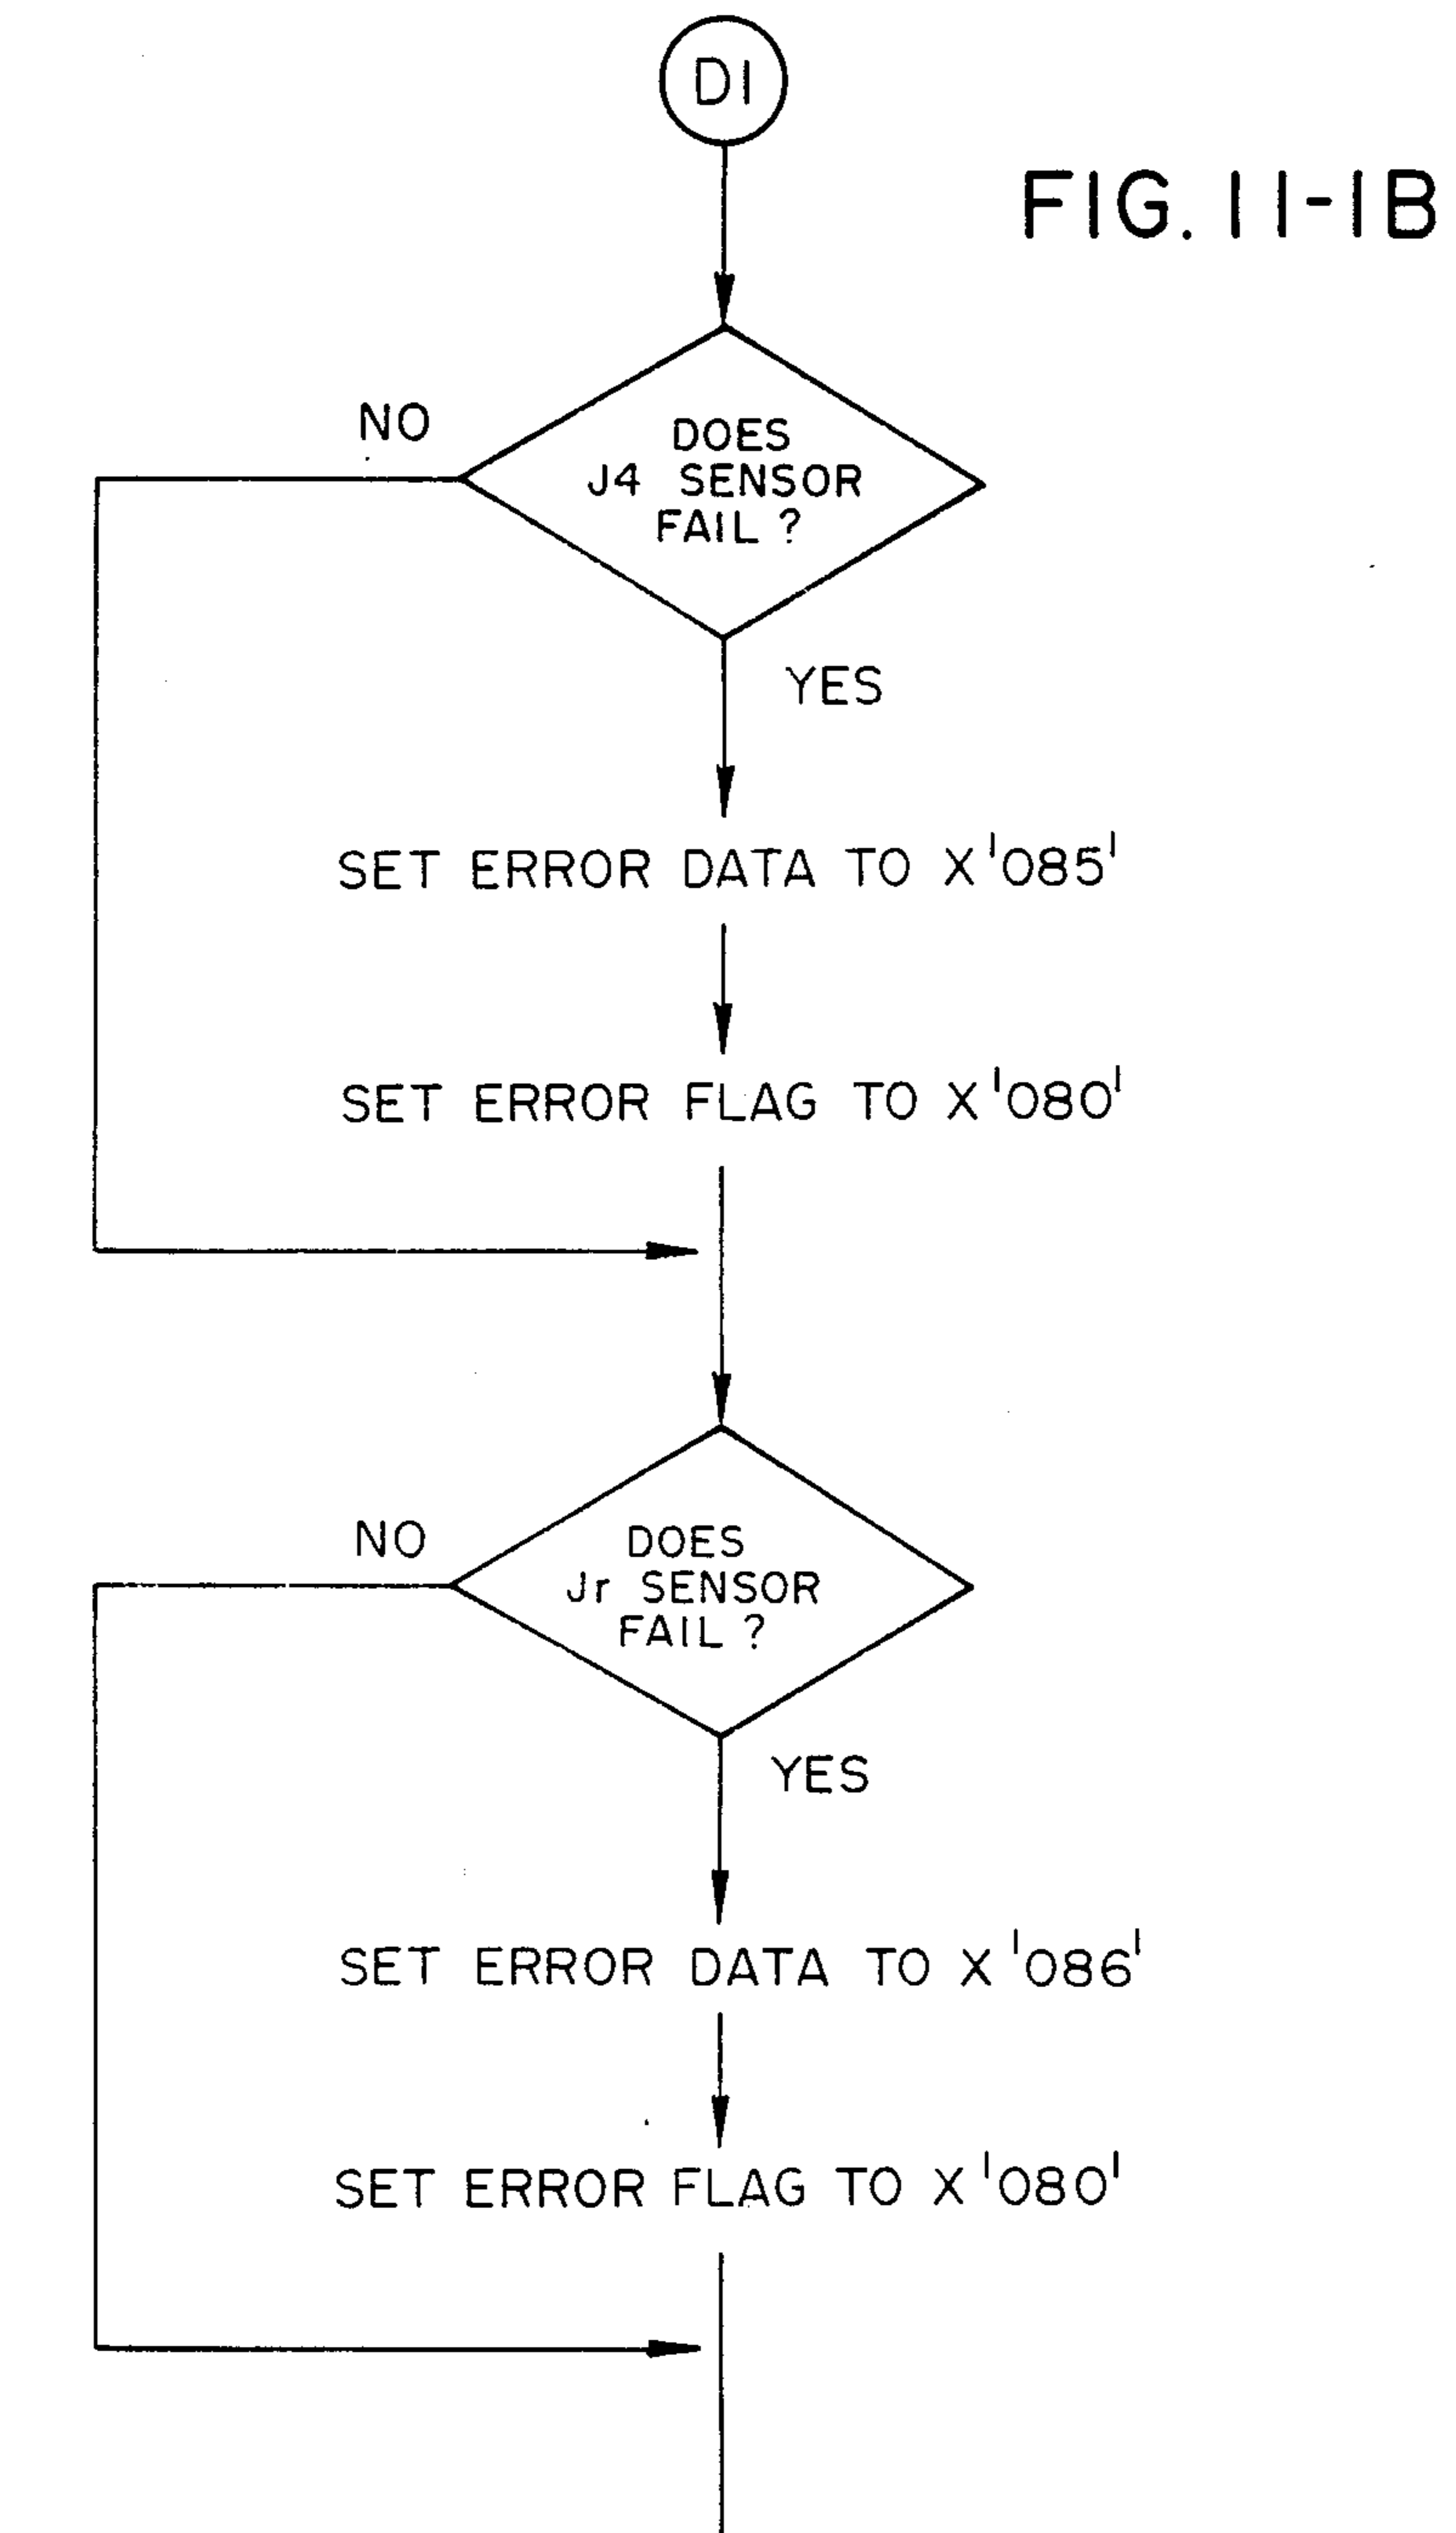 D1
FIG. 11-1B
NO
DOES
J4 SENSOR
FAIL ?
YES
SET ERROR DATA TO X'085'
SET ERROR FLAG TO X'080'
NO
DOES
Jr SENSOR
FAIL ?
YES
SET ERROR DATA TO X'086'
SET ERROR FLAG TO X'080'